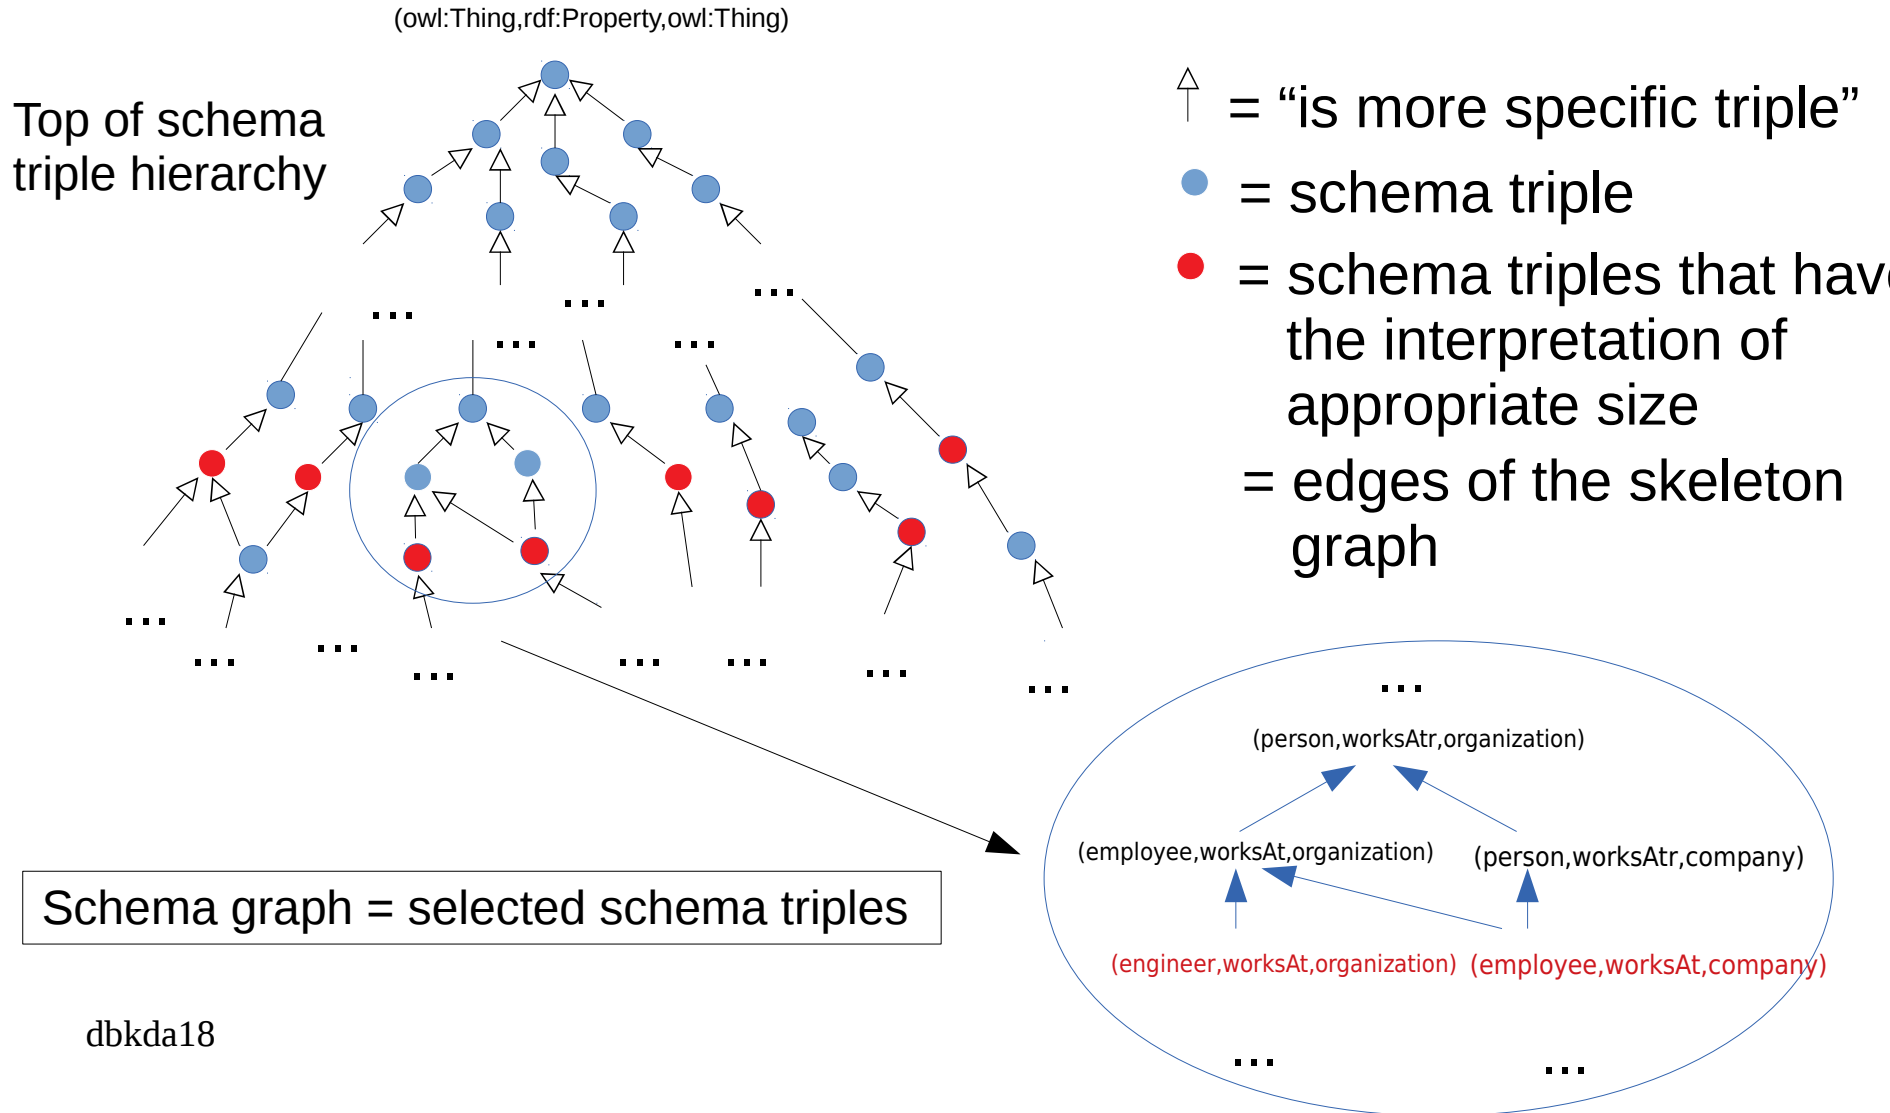 (owl:Thing,rdf:Property,owl:Thing)
Top of schema
triple hierarchy
= “is more specific triple”
= schema triple
= schema triples that have
the interpretation of
appropriate size
= edges of the skeleton
graph
...
...
...
...
...
...
...
...
...
...
...
...
...
...
(person,worksAtr,organization)
(employee,worksAt,organization)
(person,worksAtr,company)
(engineer,worksAt,organization)
(employee,worksAt,company)
...
...
Schema graph = selected schema triples
dbkda18